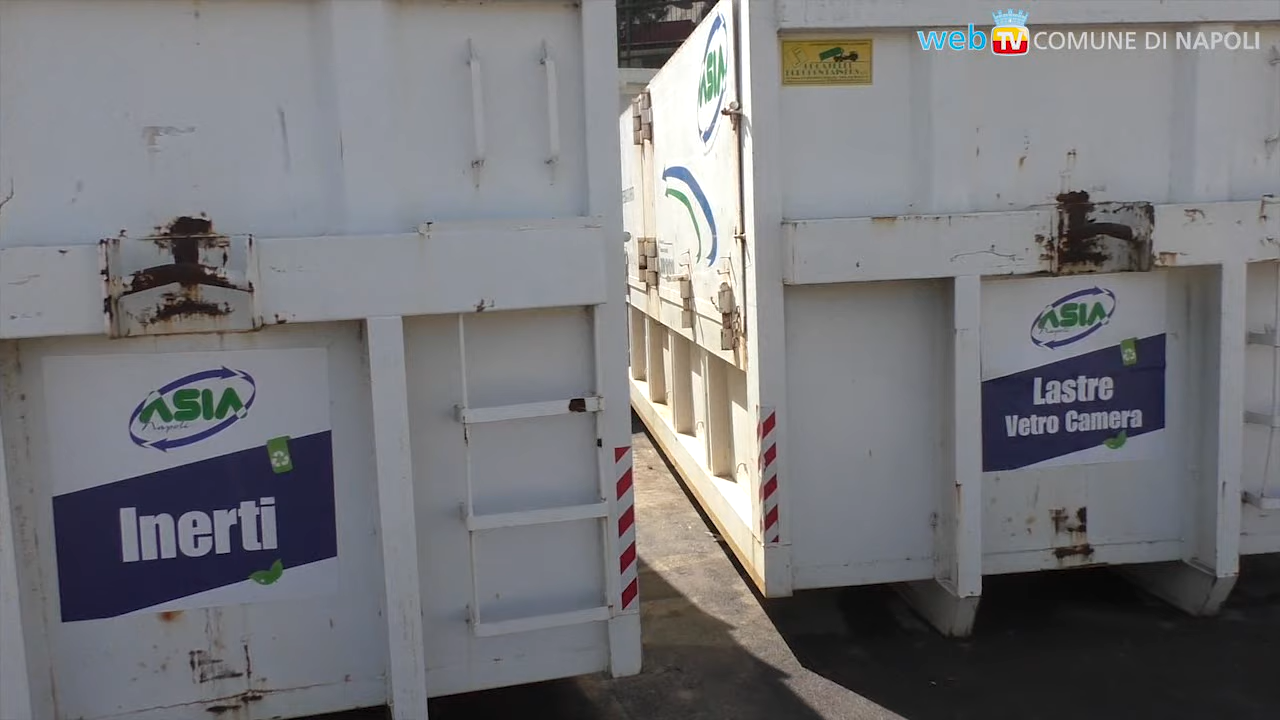 web TV COMUNE DI NAPOLI
ASIA
ASIA
Napoli
Inerti
ASIA
Napoli
Lastre
Vetro Camera